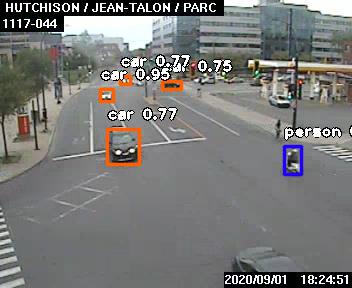 HUTCHISON / JEAN-TALON / PARC
1117-044
car 0.77
car 0.75
car 0.95
car 0.77
person
2020/09/01 18:24:51